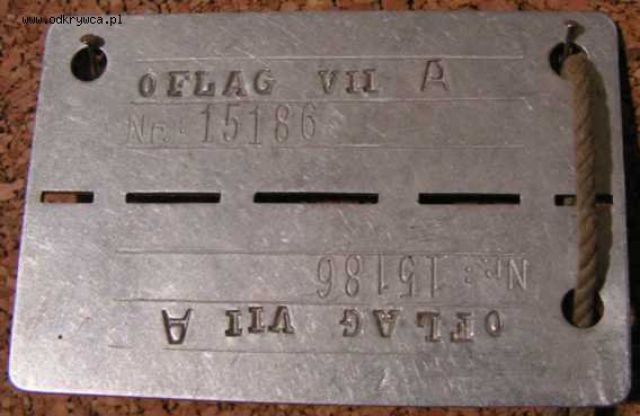 www.odkrywca.pl
OFLAG VII A
Nr.: 15186
Nr.: 15186
OFLAG VII A